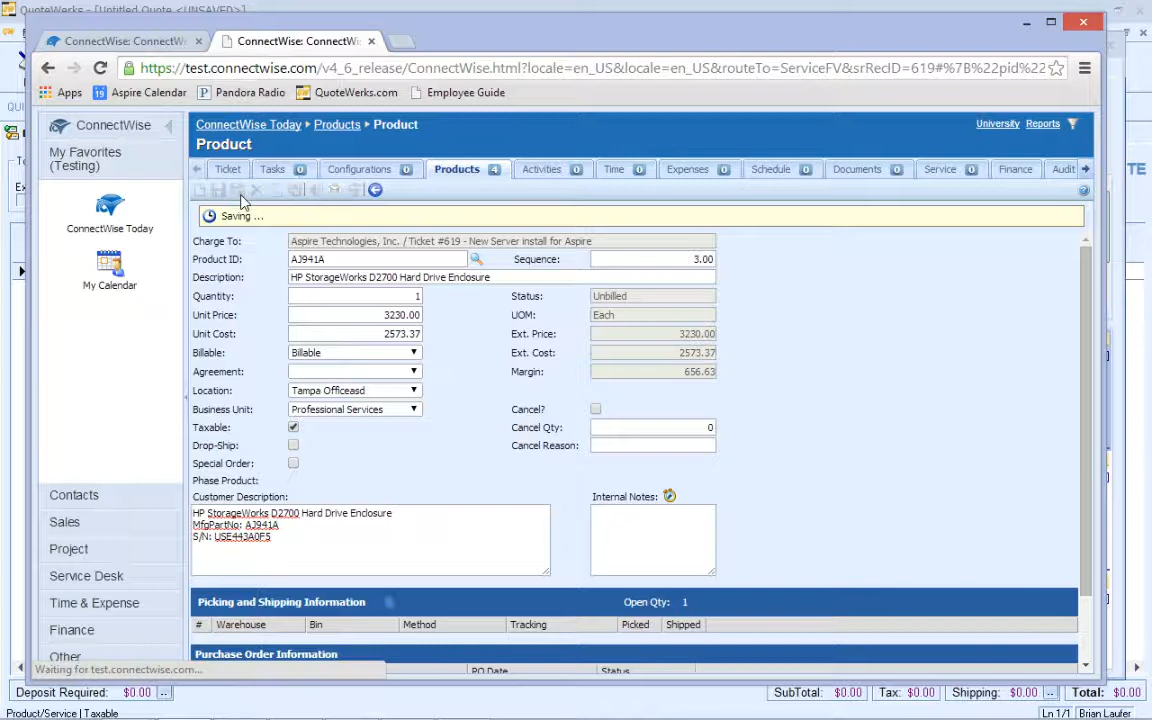 QuoteWerks - [Untitled Quote <UNSAVED>]
ConnectWise: ConnectW
ConnectWise: ConnectWi
https://test.connectwise.com/v4_6_release/ConnectWise.html?locale=en_US&locale=en_US&routeTo=ServiceFV&srRecID=619#%7B%22pid%22
Apps
19 Aspire Calendar
P Pandora Radio
QuoteWerks.com
Employee Guide
ConnectWise
ConnectWise Today Products Product
University Reports
Product
My Favorites
(Testing)
Ticket Tasks 0 Configurations 0 Products 4 Activities 0 Time 0 Expenses 0 Schedule 0 Documents 0 Service 0 Finance Audit
ConnectWise Today
My Calendar
Saving ...
Charge To: Aspire Technologies, Inc. / Ticket #619 - New Server install for Aspire
Product ID: AJ941A Sequence: 3.00
Description: HP StorageWorks D2700 Hard Drive Enclosure
Quantity: 1 Status: Unbilled
Unit Price: 3230.00 UOM: Each
Unit Cost: 2573.37 Ext. Price: 3230.00
Billable: Billable Ext. Cost: 2573.37
Agreement: Margin: 656.63
Location: Tampa Officeasd
Business Unit: Professional Services Cancel?
Taxable: Cancel Qty: 0
Drop-Ship: Cancel Reason:
Special Order:
Phase Product:
Customer Description: Internal Notes:
HP StorageWorks D2700 Hard Drive Enclosure
MfgPartNo: AJ941A
S/N: USE443A0F5
Contacts
Sales
Project
Service Desk
Time & Expense
Finance
Other
Picking and Shipping Information Open Qty: 1
# Warehouse Bin Method Tracking Picked Shipped
Purchase Order Information
PO Date Status
Waiting for test.connectwise.com...
Deposit Required: $0.00 SubTotal: $0.00 Tax: $0.00 Shipping: $0.00 Total: $0.00
Product/Service | Taxable Ln 1/1 Brian Laufer